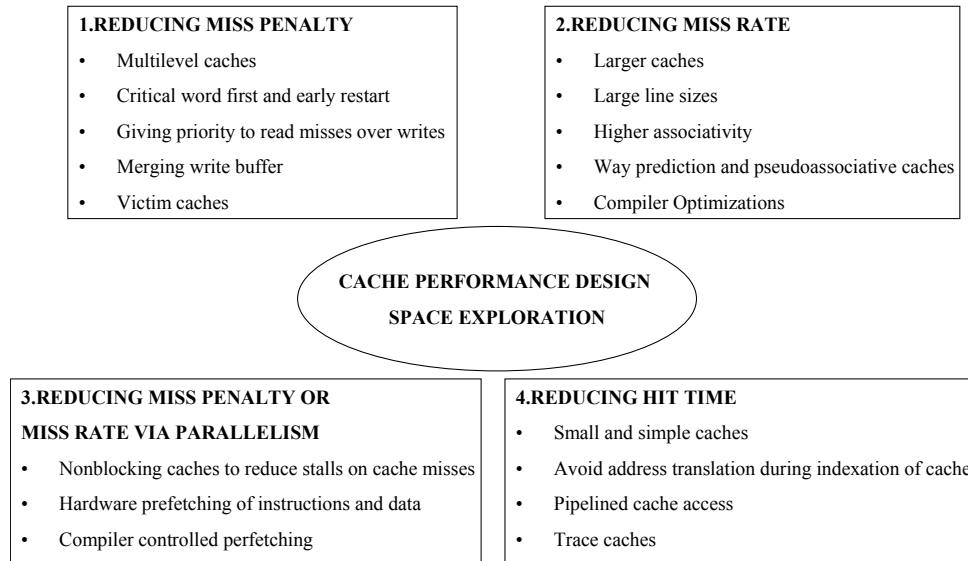 1.REDUCING MISS PENALTY
• Multilevel caches
• Critical word first and early restart
• Giving priority to read misses over writes
• Merging write buffer
• Victim caches
2.REDUCING MISS RATE
• Larger caches
• Large line sizes
• Higher associativity
• Way prediction and pseudoassociative caches
• Compiler Optimizations
CACHE PERFORMANCE DESIGN
SPACE EXPLORATION
3.REDUCING MISS PENALTY OR
MISS RATE VIA PARALLELISM
• Nonblocking caches to reduce stalls on cache misses
• Hardware prefetching of instructions and data
• Compiler controlled perfetching
4.REDUCING HIT TIME
• Small and simple caches
• Avoid address translation during indexation of cache
• Pipelined cache access
• Trace caches